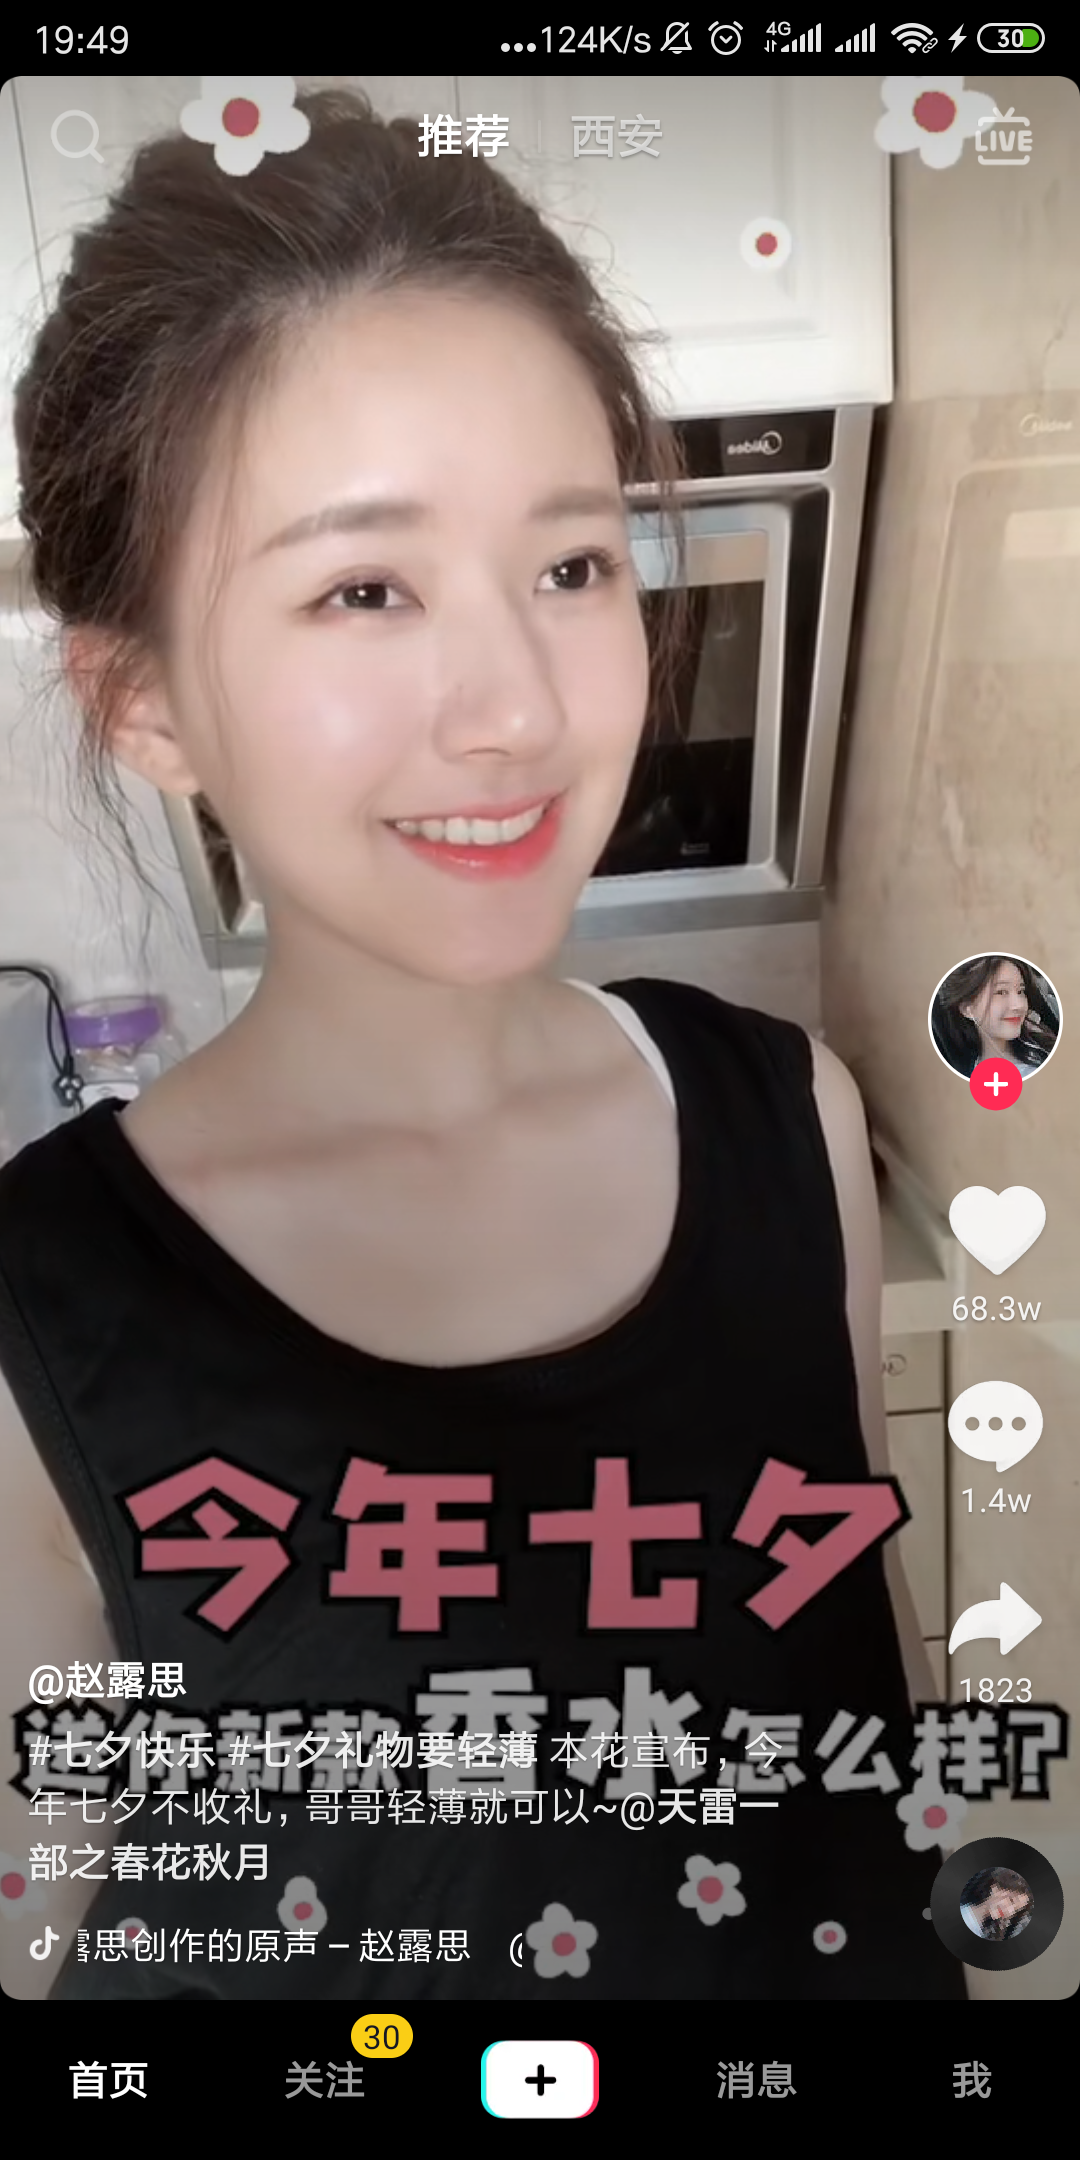 19:49
...124K/s
4G
30
推荐
西安
LIVE
Midea
68.3w
1.4w
1823
今年七夕
送你新款香水怎么样?
@赵露思
#七夕快乐 #七夕礼物要轻薄 本花宣布，今
年七夕不收礼，哥哥轻薄就可以~@天雷一
部之春花秋月
露思创作的原声 – 赵露思 @
首页
关注
30
消息
我